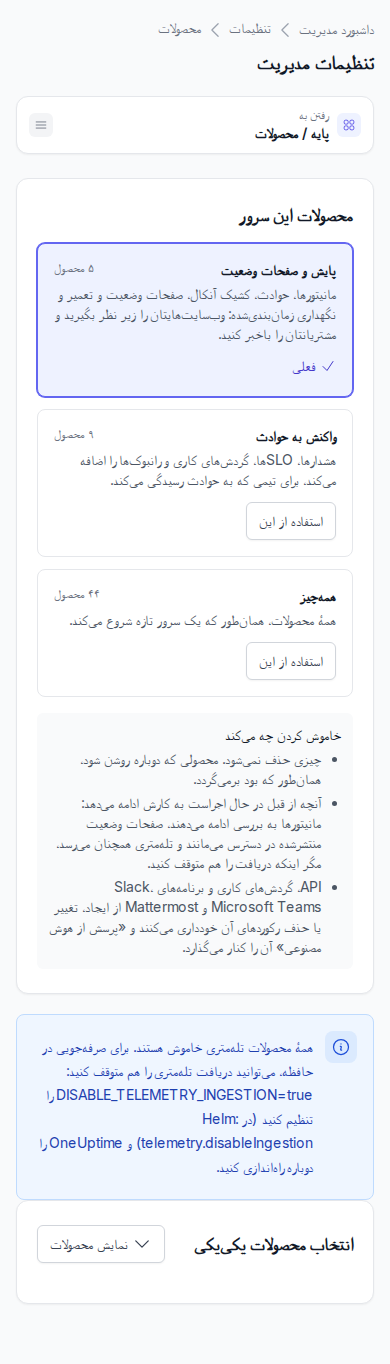 داشبورد مدیریت > تنظیمات > محصولات
تنظیمات مدیریت
رفتن به
پایه / محصولات
محصولات این سرور
پایش و صفحات وضعیت
۵ محصول
مانیتورها، حوادث، کشیک آنکال، صفحات وضعیت و تعمیر و
نگهداری زمان‌بندی‌شده: وب‌سایت‌هایتان را زیر نظر بگیرید و
مشتریانتان را باخبر کنید.
فعلی
واکنش به حوادث
۹ محصول
هشدارها، SLOها، گردش‌های کاری و رانبوک‌ها را اضافه
می‌کند، برای تیمی که به حوادث رسیدگی می‌کند.
استفاده از این
همه‌چیز
۴۴ محصول
همهٔ محصولات، همان‌طور که یک سرور تازه شروع می‌کند.
استفاده از این
خاموش کردن چه می‌کند
چیزی حذف نمی‌شود. محصولی که دوباره روشن شود،
همان‌طور که بود برمی‌گردد.
آنچه از قبل در حال اجراست به کارش ادامه می‌دهد:
مانیتورها به بررسی ادامه می‌دهند، صفحات وضعیت
منتشرشده در دسترس می‌مانند و تله‌متری همچنان می‌رسد،
مگر اینکه دریافت را هم متوقف کنید.
API، گردش‌های کاری و برنامه‌های Slack،
Microsoft Teams و Mattermost از ایجاد، تغییر
یا حذف رکوردهای آن خودداری می‌کنند و «پرسش از هوش
مصنوعی» آن را کنار می‌گذارد.
همهٔ محصولات تله‌متری خاموش هستند. برای صرفه‌جویی در
حافظه، می‌توانید دریافت تله‌متری را هم متوقف کنید:
DISABLE_TELEMETRY_INGESTION=true را
تنظیم کنید (در Helm:
telemetry.disableIngestion) و OneUptime را
دوباره راه‌اندازی کنید.
انتخاب محصولات یکی‌یکی
نمایش محصولات